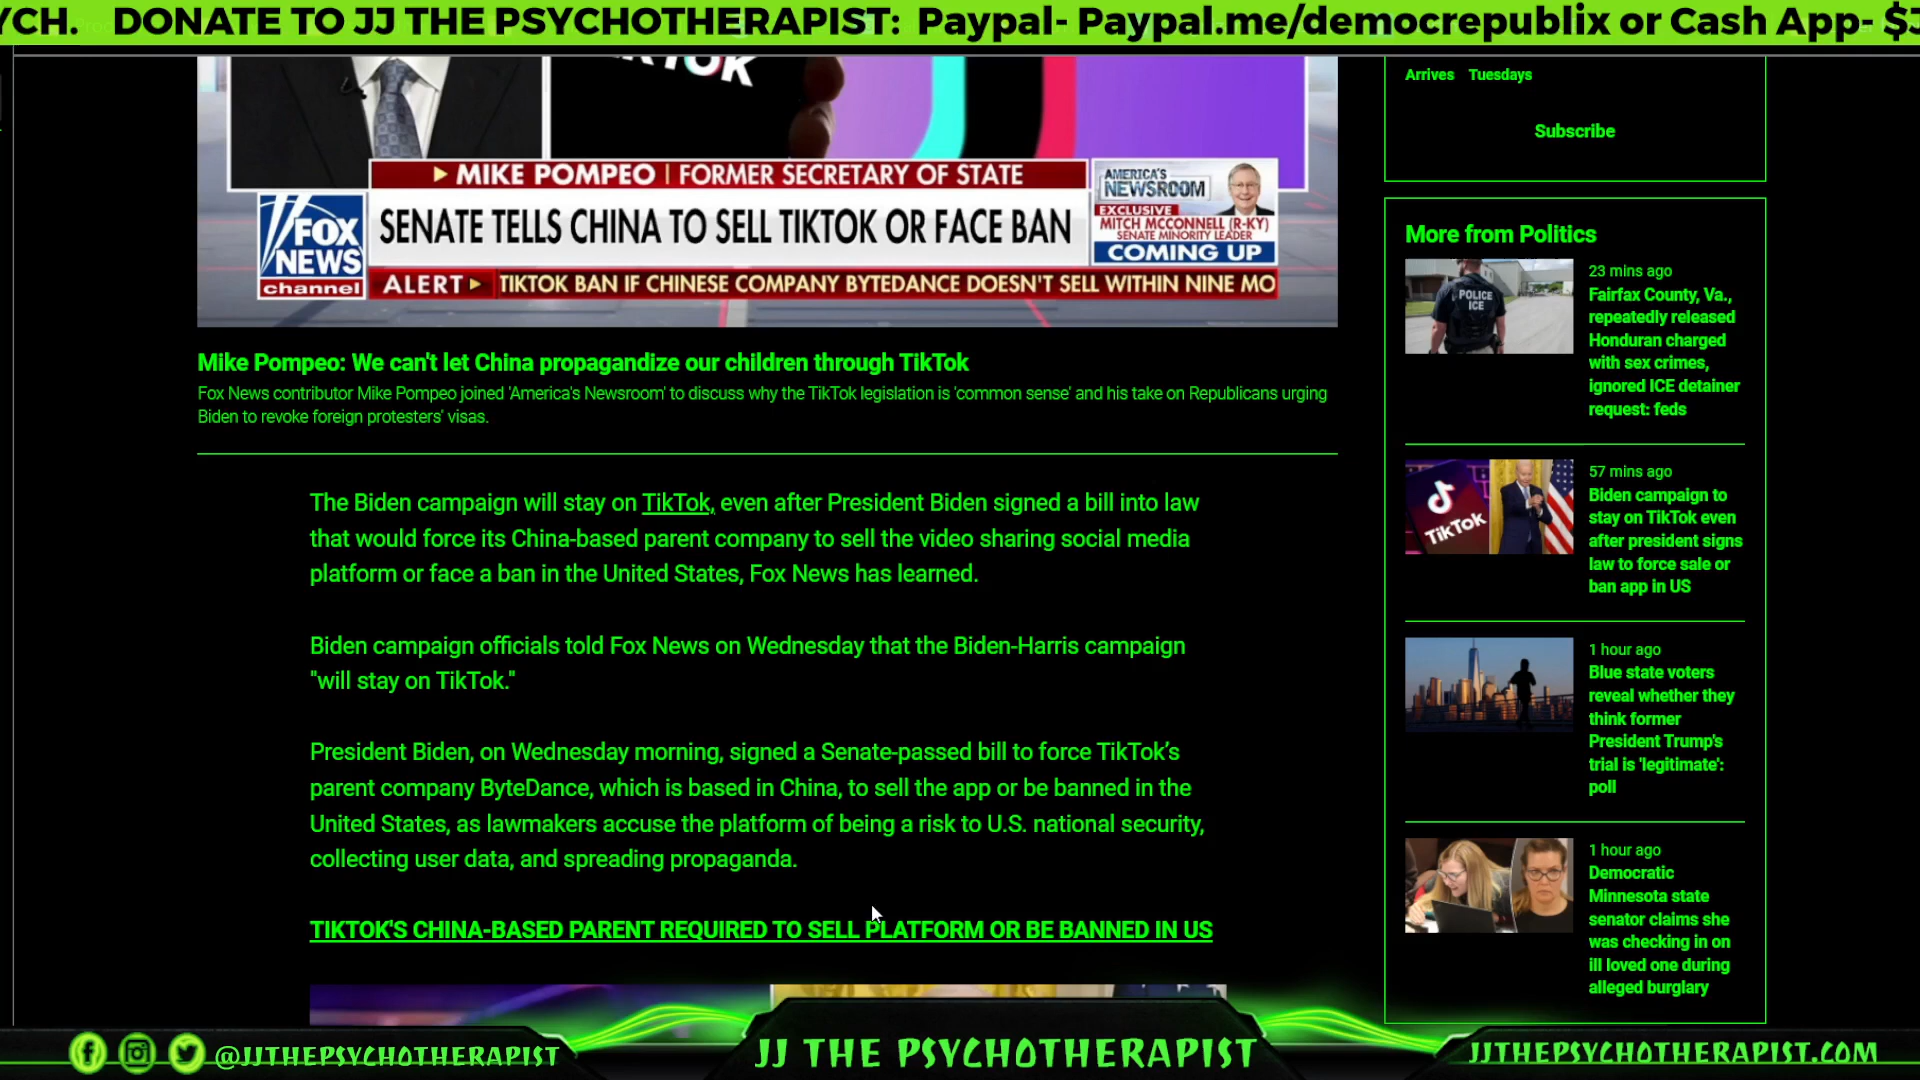 YCH. DONATE TO JJ THE PSYCHOTHERAPIST: Paypal- Paypal.me/democrepublix or Cash App- $J
MIKE POMPEO | FORMER SECRETARY OF STATE
FOX
NEWS
channel
SENATE TELLS CHINA TO SELL TIKTOK OR FACE BAN
AMERICA'S
NEWSROOM
EXCLUSIVE
MITCH MCCONNELL (R-KY)
SENATE MINORITY LEADER
COMING UP
ALERT
TIKTOK BAN IF CHINESE COMPANY BYTEDANCE DOESN'T SELL WITHIN NINE MO
Mike Pompeo: We can't let China propagandize our children through TikTok
Fox News contributor Mike Pompeo joined 'America's Newsroom' to discuss why the TikTok legislation is 'common sense' and his take on Republicans urging
Biden to revoke foreign protesters' visas.
The Biden campaign will stay on TikTok, even after President Biden signed a bill into law
that would force its China-based parent company to sell the video sharing social media
platform or face a ban in the United States, Fox News has learned.
Biden campaign officials told Fox News on Wednesday that the Biden-Harris campaign
"will stay on TikTok."
President Biden, on Wednesday morning, signed a Senate-passed bill to force TikTok's
parent company ByteDance, which is based in China, to sell the app or be banned in the
United States, as lawmakers accuse the platform of being a risk to U.S. national security,
collecting user data, and spreading propaganda.
TIKTOK'S CHINA-BASED PARENT REQUIRED TO SELL PLATFORM OR BE BANNED IN US
Arrives Tuesdays
Subscribe
More from Politics
POLICE
ICE
23 mins ago
Fairfax County, Va.,
repeatedly released
Honduran charged
with sex crimes,
ignored ICE detainer
request: feds
TikTok
57 mins ago
Biden campaign to
stay on TikTok even
after president signs
law to force sale or
ban app in US
1 hour ago
Blue state voters
reveal whether they
think former
President Trump's
trial is 'legitimate':
poll
1 hour ago
Democratic
Minnesota state
senator claims she
was checking in on
ill loved one during
alleged burglary
@JJTHEPSYCHOTHERAPIST
JJ THE PSYCHOTHERAPIST
JJTHEPSYCHOTHERAPIST.COM